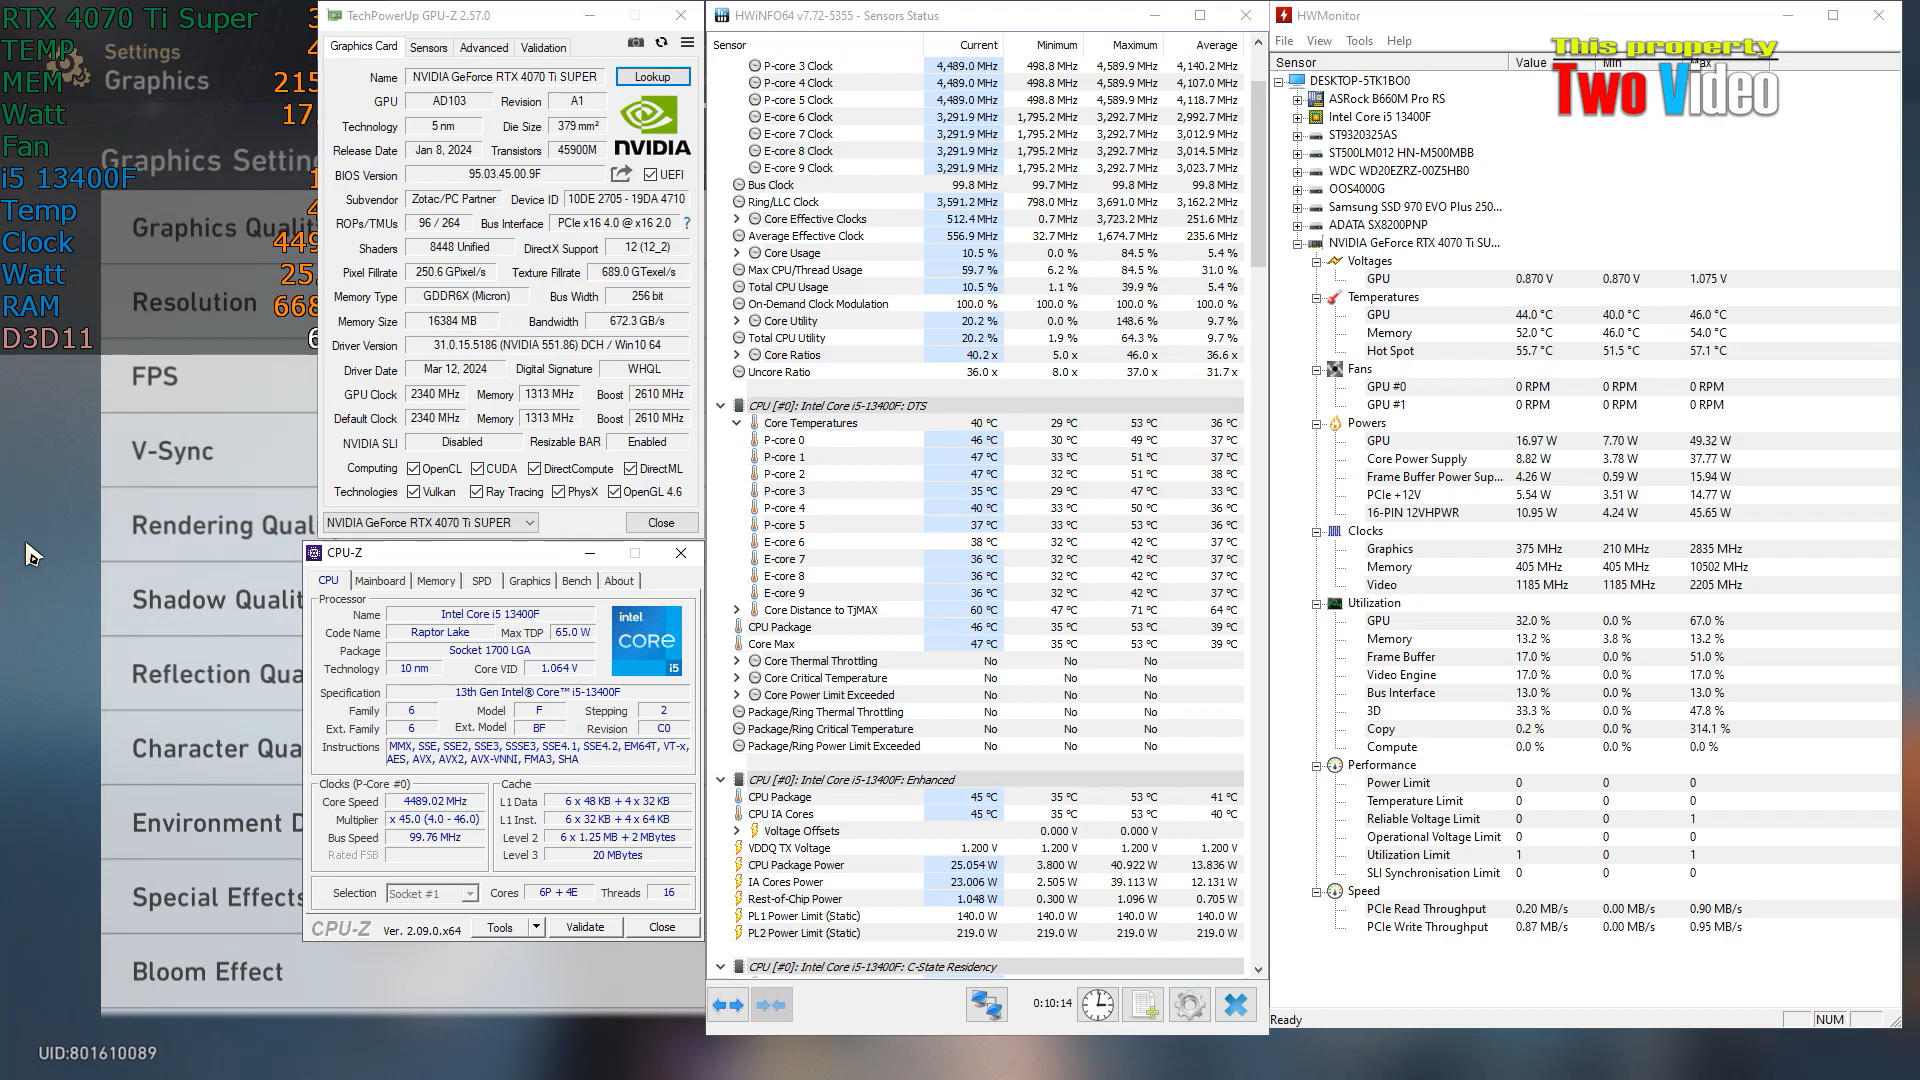 RTX 4070 Ti Super
TEMP
MEM 215
Watt 17.
Fan
i5 13400F
Temp
Clock 449
Watt 25.
RAM 668
D3D11
Settings
Graphics
Graphics Settin
Graphics Qual
Resolution
FPS
V-Sync
Rendering Qual
Shadow Qualit
Reflection Qua
Character Qua
Environment D
Special Effects
Bloom Effect
UID:801610089
TechPowerUp GPU-Z 2.57.0
Graphics Card Sensors Advanced Validation
Name NVIDIA GeForce RTX 4070 Ti SUPER Lookup
GPU AD103 Revision A1
Technology 5 nm Die Size 379 mm²
Release Date Jan 8, 2024 Transistors 45900M
NVIDIA
BIOS Version 95.03.45.00.9F UEFI
Subvendor Zotac/PC Partner Device ID 10DE 2705 - 19DA 4710
ROPs/TMUs 96 / 264 Bus Interface PCIe x16 4.0 @ x16 2.0 ?
Shaders 8448 Unified DirectX Support 12 (12_2)
Pixel Fillrate 250.6 GPixel/s Texture Fillrate 689.0 GTexel/s
Memory Type GDDR6X (Micron) Bus Width 256 bit
Memory Size 16384 MB Bandwidth 672.3 GB/s
Driver Version 31.0.15.5186 (NVIDIA 551.86) DCH / Win10 64
Driver Date Mar 12, 2024 Digital Signature WHQL
GPU Clock 2340 MHz Memory 1313 MHz Boost 2610 MHz
Default Clock 2340 MHz Memory 1313 MHz Boost 2610 MHz
NVIDIA SLI Disabled Resizable BAR Enabled
Computing OpenCL CUDA DirectCompute DirectML
Technologies Vulkan Ray Tracing PhysX OpenGL 4.6
NVIDIA GeForce RTX 4070 Ti SUPER Close
CPU-Z
CPU Mainboard Memory SPD Graphics Bench About
Processor
Name Intel Core i5 13400F
Code Name Raptor Lake Max TDP 65.0 W
Package Socket 1700 LGA
Technology 10 nm Core VID 1.064 V
intel CORE i5
Specification 13th Gen Intel® Core™ i5-13400F
Family 6 Model F Stepping 2
Ext. Family 6 Ext. Model BF Revision C0
Instructions MMX, SSE, SSE2, SSE3, SSSE3, SSE4.1, SSE4.2, EM64T, VT-x,
AES, AVX, AVX2, AVX-VNNI, FMA3, SHA
Clocks (P-Core #0) Cache
Core Speed 4489.02 MHz L1 Data 6 x 48 KB + 4 x 32 KB
Multiplier x 45.0 (4.0 - 46.0) L1 Inst. 6 x 32 KB + 4 x 64 KB
Bus Speed 99.76 MHz Level 2 6 x 1.25 MB + 2 MBytes
Rated FSB Level 3 20 MBytes
Selection Socket #1 Cores 6P + 4E Threads 16
CPU-Z Ver. 2.09.0.x64 Tools Validate Close
HWiNFO64 v7.72-5355 - Sensors Status
Sensor Current Minimum Maximum Average
P-core 3 Clock 4,489.0 MHz 498.8 MHz 4,589.9 MHz 4,140.2 MHz
P-core 4 Clock 4,489.0 MHz 498.8 MHz 4,589.9 MHz 4,107.0 MHz
P-core 5 Clock 4,489.0 MHz 498.8 MHz 4,589.9 MHz 4,118.7 MHz
E-core 6 Clock 3,291.9 MHz 1,795.2 MHz 3,292.7 MHz 2,992.7 MHz
E-core 7 Clock 3,291.9 MHz 1,795.2 MHz 3,292.7 MHz 3,012.9 MHz
E-core 8 Clock 3,291.9 MHz 1,795.2 MHz 3,292.7 MHz 3,014.5 MHz
E-core 9 Clock 3,291.9 MHz 1,795.2 MHz 3,292.7 MHz 3,023.7 MHz
Bus Clock 99.8 MHz 99.7 MHz 99.8 MHz 99.8 MHz
Ring/LLC Clock 3,591.2 MHz 798.0 MHz 3,691.0 MHz 3,162.2 MHz
Core Effective Clocks 512.4 MHz 0.7 MHz 3,723.2 MHz 251.6 MHz
Average Effective Clock 556.9 MHz 32.7 MHz 1,674.7 MHz 235.6 MHz
Core Usage 10.5 % 0.0 % 84.5 % 5.4 %
Max CPU/Thread Usage 59.7 % 6.2 % 84.5 % 31.0 %
Total CPU Usage 10.5 % 1.1 % 39.9 % 5.4 %
On-Demand Clock Modulation 100.0 % 100.0 % 100.0 % 100.0 %
Core Utility 20.2 % 0.0 % 148.6 % 9.7 %
Total CPU Utility 20.2 % 1.9 % 64.3 % 9.7 %
Core Ratios 40.2 x 5.0 x 46.0 x 36.6 x
Uncore Ratio 36.0 x 8.0 x 37.0 x 31.7 x
CPU [#0]: Intel Core i5-13400F: DTS
Core Temperatures 40 °C 29 °C 53 °C 36 °C
P-core 0 46 °C 30 °C 49 °C 37 °C
P-core 1 47 °C 33 °C 51 °C 37 °C
P-core 2 47 °C 32 °C 51 °C 38 °C
P-core 3 35 °C 29 °C 47 °C 33 °C
P-core 4 40 °C 33 °C 50 °C 36 °C
P-core 5 37 °C 33 °C 53 °C 36 °C
E-core 6 38 °C 32 °C 42 °C 37 °C
E-core 7 36 °C 32 °C 42 °C 37 °C
E-core 8 36 °C 32 °C 42 °C 37 °C
E-core 9 36 °C 32 °C 42 °C 37 °C
Core Distance to TjMAX 60 °C 47 °C 71 °C 64 °C
CPU Package 46 °C 35 °C 53 °C 39 °C
Core Max 47 °C 35 °C 53 °C 39 °C
Core Thermal Throttling No No No
Core Critical Temperature No No No
Core Power Limit Exceeded No No No
Package/Ring Thermal Throttling No No No
Package/Ring Critical Temperature No No No
Package/Ring Power Limit Exceeded No No No
CPU [#0]: Intel Core i5-13400F: Enhanced
CPU Package 45 °C 35 °C 53 °C 41 °C
CPU IA Cores 45 °C 35 °C 53 °C 40 °C
Voltage Offsets 0.000 V 0.000 V
VDDQ TX Voltage 1.200 V 1.200 V 1.200 V 1.200 V
CPU Package Power 25.054 W 3.800 W 40.922 W 13.836 W
IA Cores Power 23.006 W 2.505 W 39.113 W 12.131 W
Rest-of-Chip Power 1.048 W 0.300 W 1.096 W 0.705 W
PL1 Power Limit (Static) 140.0 W 140.0 W 140.0 W 140.0 W
PL2 Power Limit (Static) 219.0 W 219.0 W 219.0 W 219.0 W
CPU [#0]: Intel Core i5-13400F: C-State Residency
0:10:14
HWMonitor
File View Tools Help
This property
Two Video
Sensor Value Min Max
DESKTOP-5TK1BO0
ASRock B660M Pro RS
Intel Core i5 13400F
ST9320325AS
ST500LM012 HN-M500MBB
WDC WD20EZRZ-00Z5HB0
OOS4000G
Samsung SSD 970 EVO Plus 250...
ADATA SX8200PNP
NVIDIA GeForce RTX 4070 Ti SU...
Voltages
GPU 0.870 V 0.870 V 1.075 V
Temperatures
GPU 44.0 °C 40.0 °C 46.0 °C
Memory 52.0 °C 46.0 °C 54.0 °C
Hot Spot 55.7 °C 51.5 °C 57.1 °C
Fans
GPU #0 0 RPM 0 RPM 0 RPM
GPU #1 0 RPM 0 RPM 0 RPM
Powers
GPU 16.97 W 7.70 W 49.32 W
Core Power Supply 8.82 W 3.78 W 37.77 W
Frame Buffer Power Sup... 4.26 W 0.59 W 15.94 W
PCIe +12V 5.54 W 3.51 W 14.77 W
16-PIN 12VHPWR 10.95 W 4.24 W 45.65 W
Clocks
Graphics 375 MHz 210 MHz 2835 MHz
Memory 405 MHz 405 MHz 10502 MHz
Video 1185 MHz 1185 MHz 2205 MHz
Utilization
GPU 32.0 % 0.0 % 67.0 %
Memory 13.2 % 3.8 % 13.2 %
Frame Buffer 17.0 % 0.0 % 51.0 %
Video Engine 17.0 % 0.0 % 17.0 %
Bus Interface 13.0 % 0.0 % 13.0 %
3D 33.3 % 0.0 % 47.8 %
Copy 0.2 % 0.0 % 314.1 %
Compute 0.0 % 0.0 % 0.0 %
Performance
Power Limit 0 0 0
Temperature Limit 0 0 0
Reliable Voltage Limit 0 0 1
Operational Voltage Limit 0 0 0
Utilization Limit 1 0 1
SLI Synchronisation Limit 0 0 0
Speed
PCIe Read Throughput 0.20 MB/s 0.00 MB/s 0.90 MB/s
PCIe Write Throughput 0.87 MB/s 0.00 MB/s 0.95 MB/s
Ready NUM